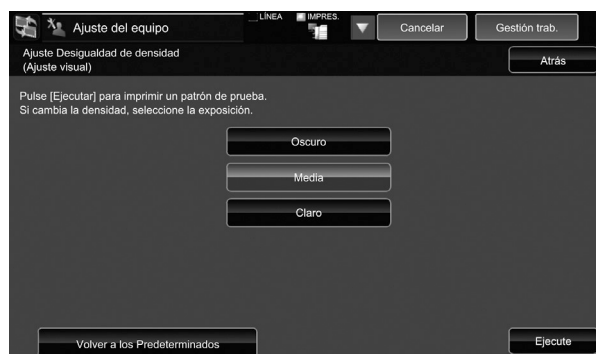 Ajuste del equipo
LÍNEA
IMPRES.
Cancelar
Gestión trab.
Ajuste Desigualdad de densidad
(Ajuste visual)
Atrás
Pulse [Ejecutar] para imprimir un patrón de prueba.
Si cambia la densidad, seleccione la exposición.
Oscuro
Media
Claro
Volver a los Predeterminados
Ejecute